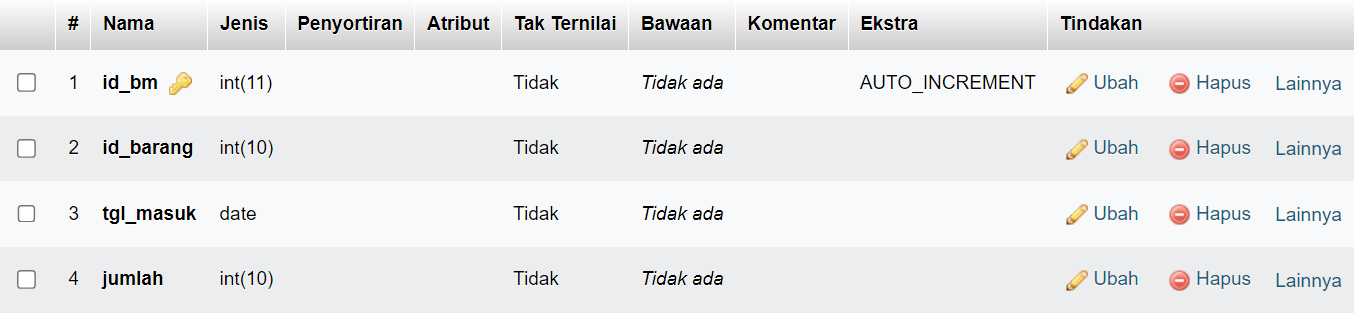 # Nama Jenis Penyortiran Atribut Tak Ternilai Bawaan Komentar Ekstra Tindakan
1 id_bm int(11) Tidak Tidak ada AUTO_INCREMENT Ubah Hapus Lainnya
2 id_barang int(10) Tidak Tidak ada Ubah Hapus Lainnya
3 tgl_masuk date Tidak Tidak ada Ubah Hapus Lainnya
4 jumlah int(10) Tidak Tidak ada Ubah Hapus Lainnya